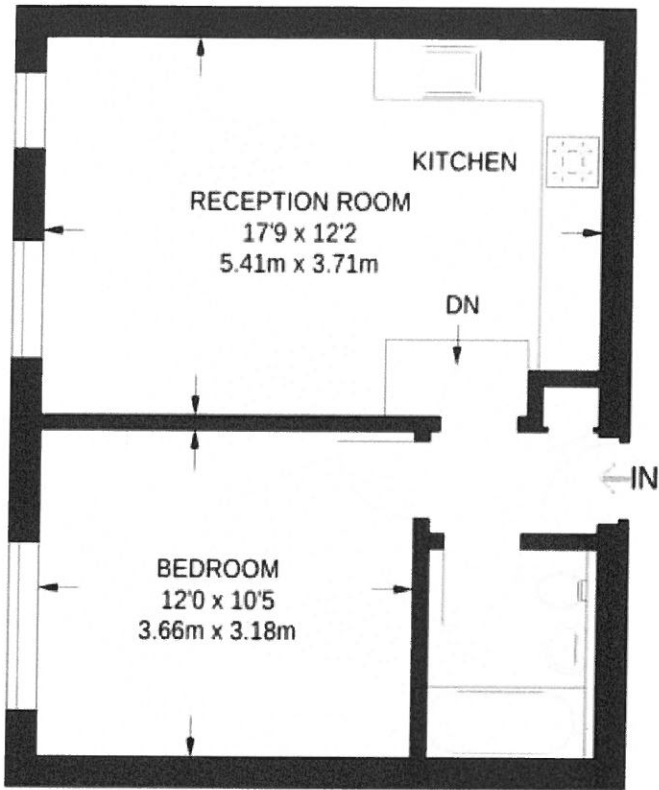 KITCHEN
RECEPTION ROOM
17'9 x 12'2
5.41m x 3.71m
DN
IN
BEDROOM
12'0 x 10'5
3.66m x 3.18m